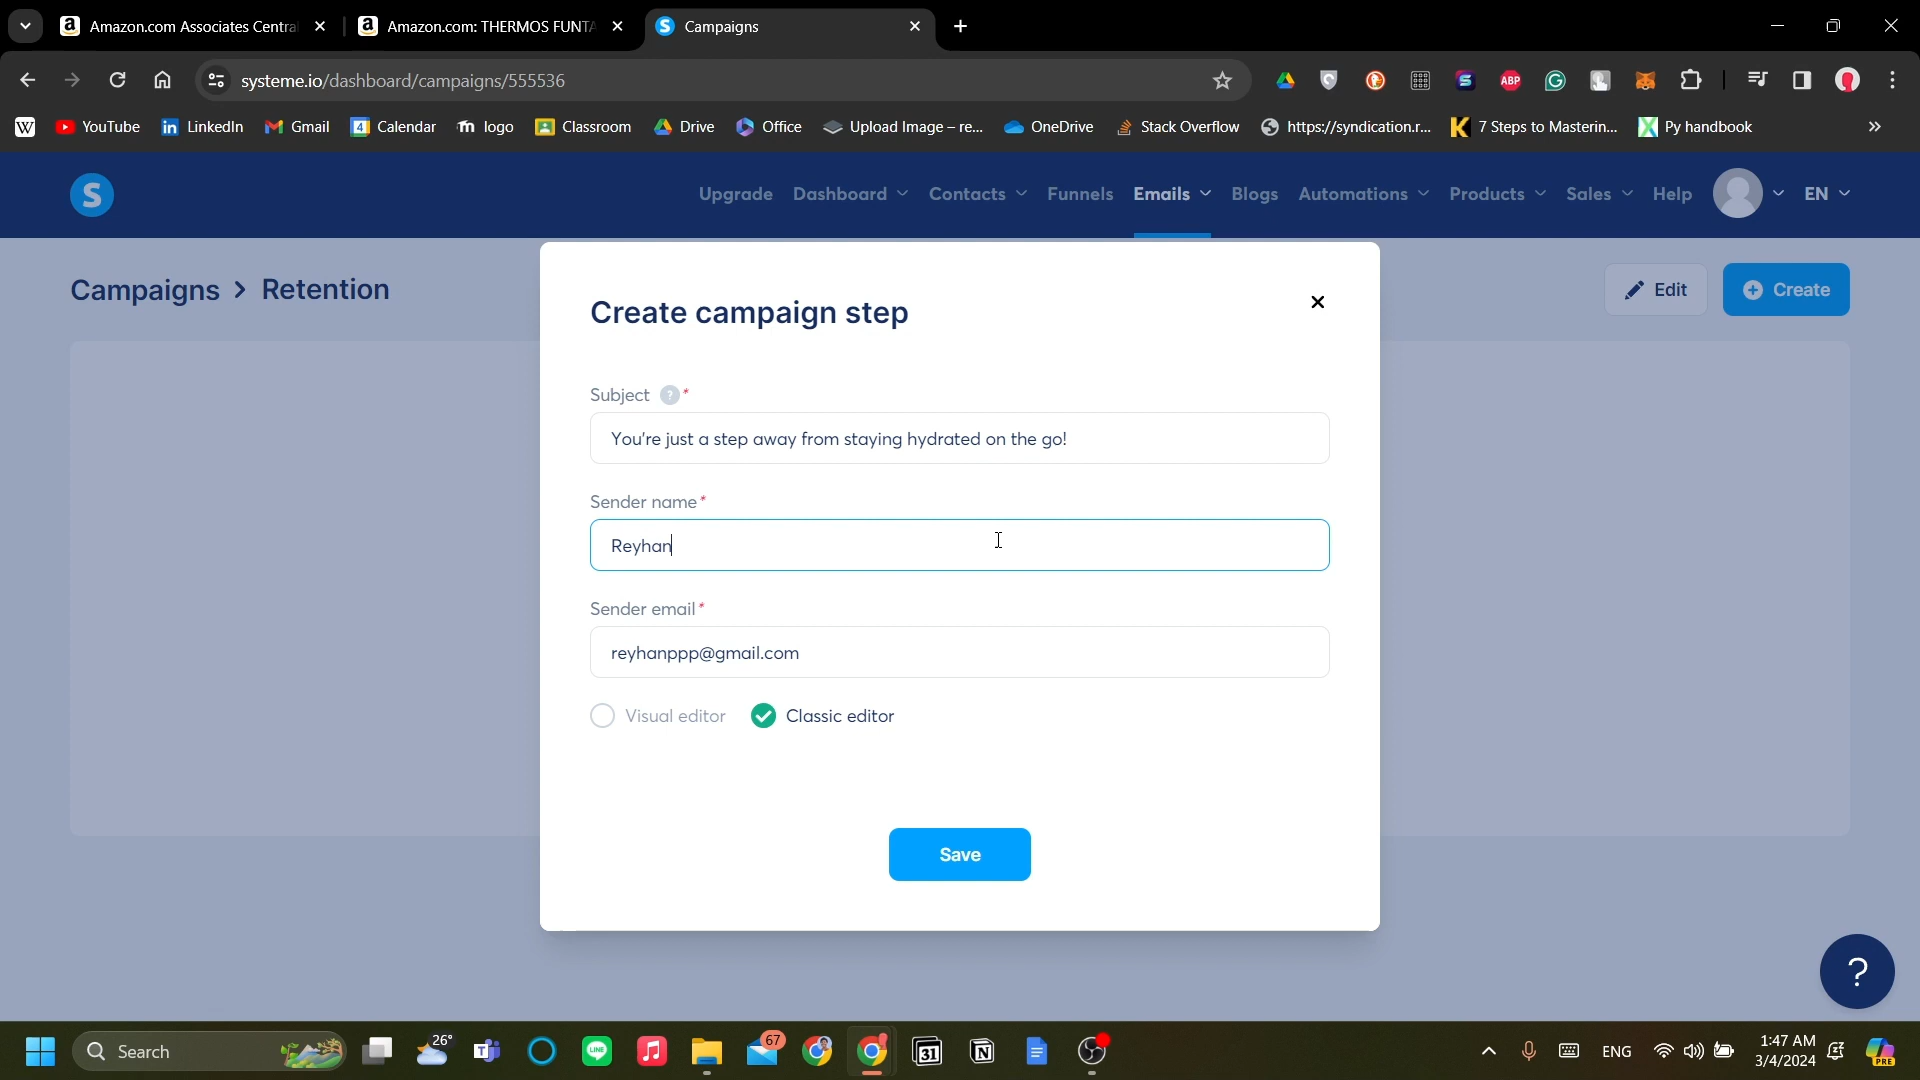 Amazon.com Associates Centra
Amazon.com: THERMOS FUNTA
Campaigns
systeme.io/dashboard/campaigns/555536
ABP
YouTube
LinkedIn
Gmail
Calendar
logo
Classroom
Drive
Office
Upload Image – re...
OneDrive
Stack Overflow
https://syndication.r...
7 Steps to Masterin...
Py handbook
S
Upgrade
Dashboard
Contacts
Funnels
Emails
Blogs
Automations
Products
Sales
Help
EN
Campaigns > Retention
Edit
Create
Create campaign step
Subject ? *
You're just a step away from staying hydrated on the go!
Sender name *
Reyhan
Sender email *
reyhanppp@gmail.com
Visual editor
Classic editor
Save
?
Search
26°
LINE
67
31
ENG
1:47 AM
3/4/2024
PRE